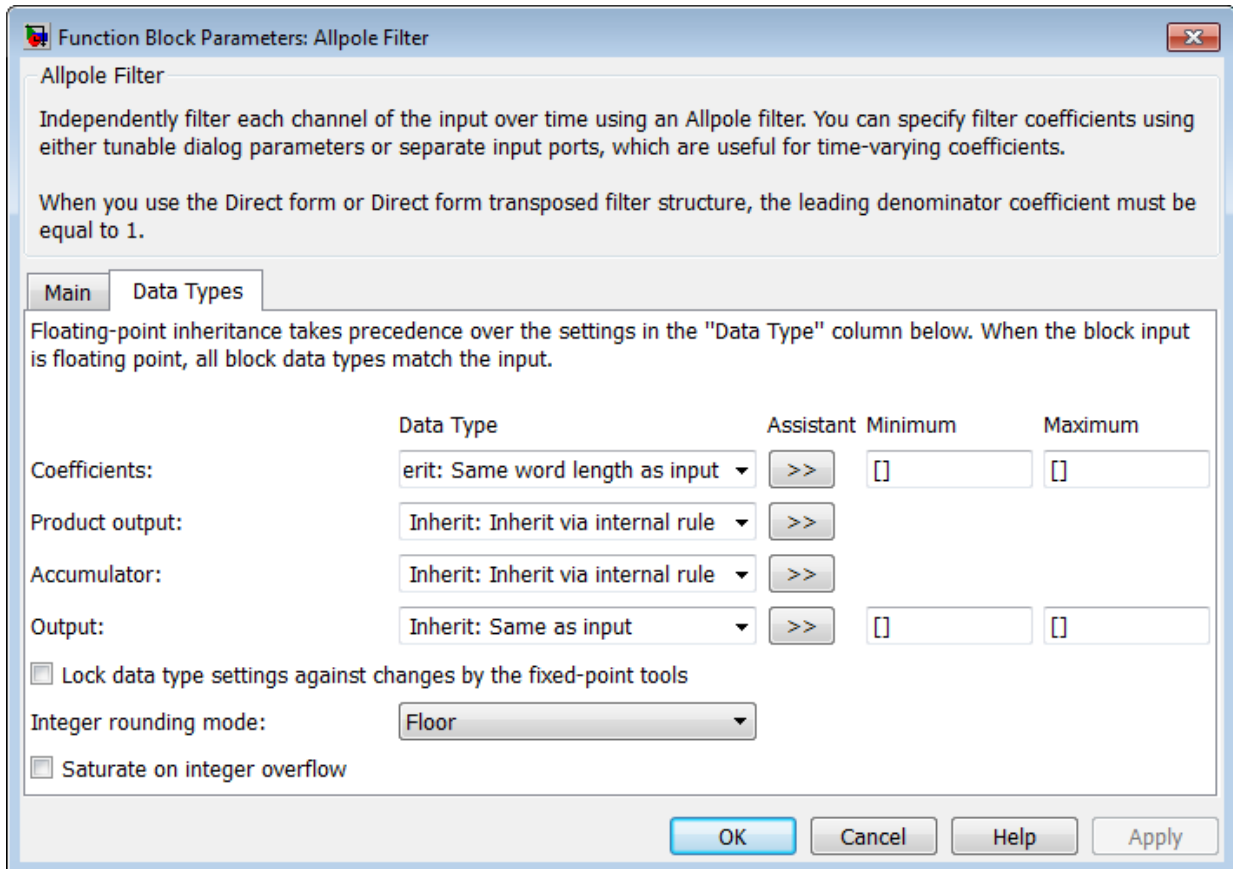 Function Block Parameters: Allpole Filter
Allpole Filter
Independently filter each channel of the input over time using an Allpole filter. You can specify filter coefficients using
either tunable dialog parameters or separate input ports, which are useful for time-varying coefficients.
When you use the Direct form or Direct form transposed filter structure, the leading denominator coefficient must be
equal to 1.
Main Data Types
Floating-point inheritance takes precedence over the settings in the "Data Type" column below. When the block input
is floating point, all block data types match the input.
Data Type Assistant Minimum Maximum
Coefficients: erit: Same word length as input >> [] []
Product output: Inherit: Inherit via internal rule >>
Accumulator: Inherit: Inherit via internal rule >>
Output: Inherit: Same as input >> [] []
Lock data type settings against changes by the fixed-point tools
Integer rounding mode: Floor
Saturate on integer overflow
OK Cancel Help Apply